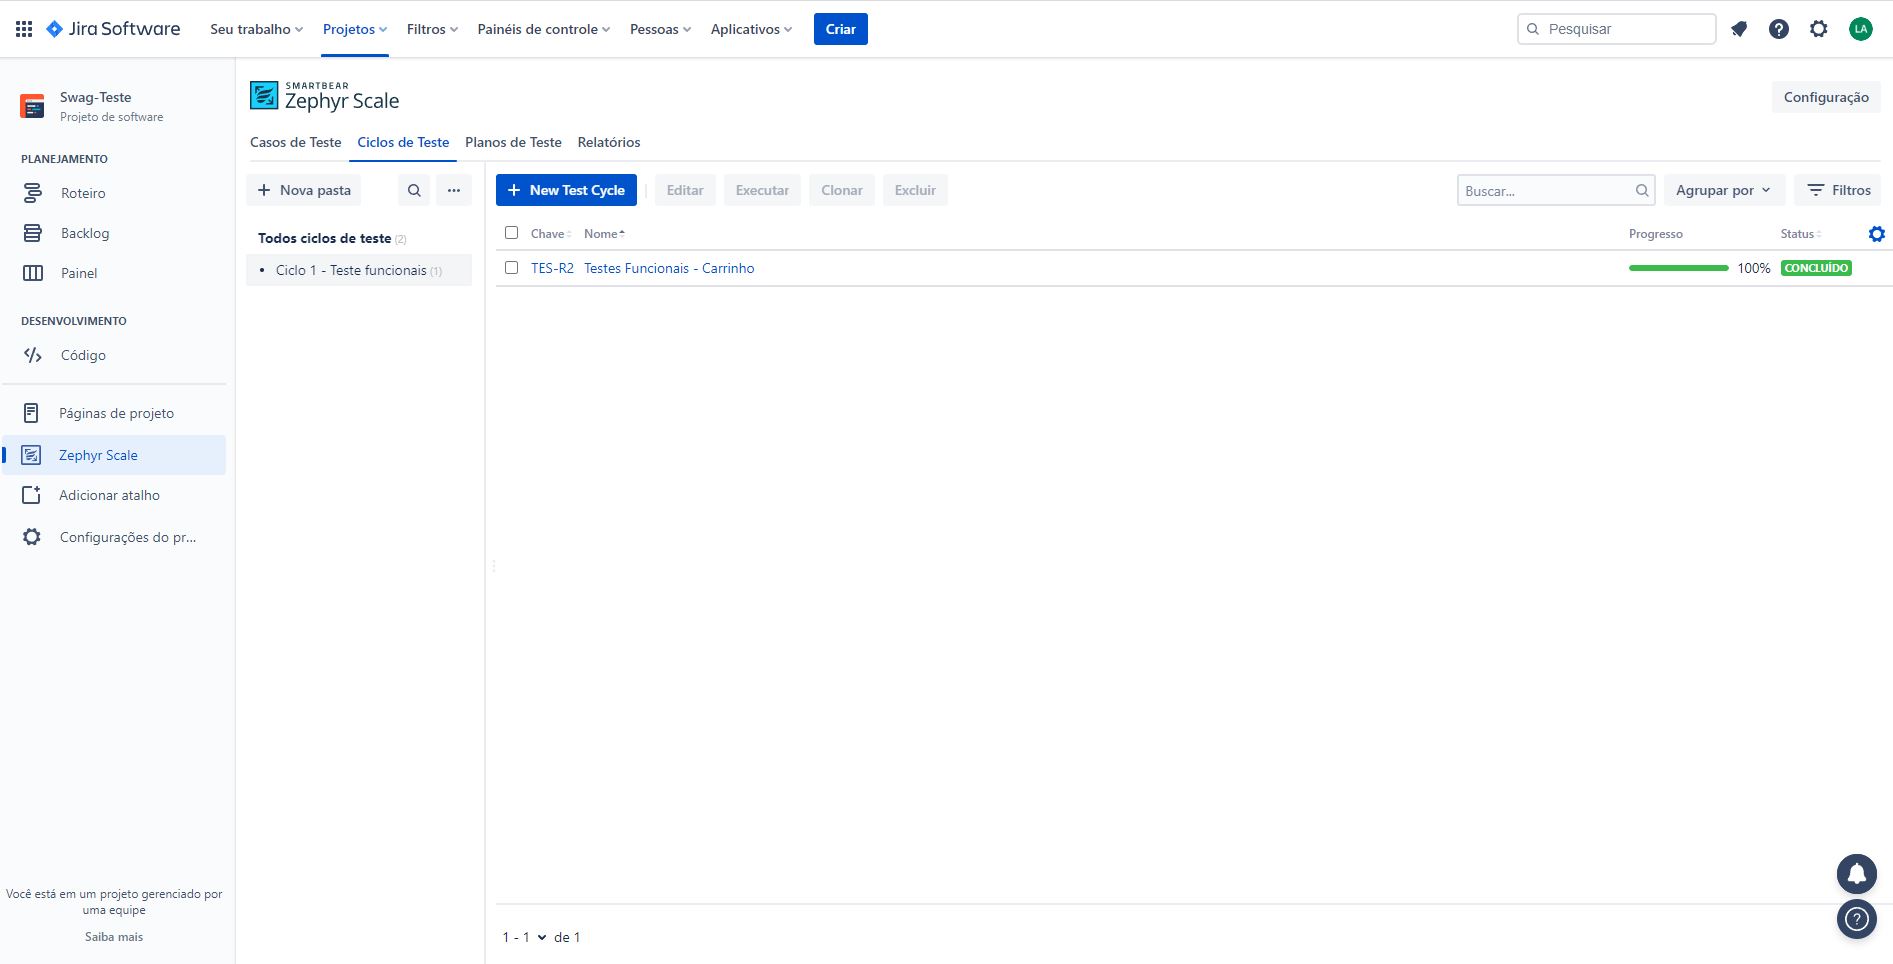 Jira Software Seu trabalho Projetos Filtros Painéis de controle Pessoas Aplicativos Criar Pesquisar LA
Swag-Teste
Projeto de software
PLANEJAMENTO
Roteiro
Backlog
Painel
DESENVOLVIMENTO
Código
Páginas de projeto
Zephyr Scale
Adicionar atalho
Configurações do pr...
Você está em um projeto gerenciado por
uma equipe
Saiba mais
SMARTBEAR
Zephyr Scale
Configuração
Casos de Teste Ciclos de Teste Planos de Teste Relatórios
+ Nova pasta ...
Todos ciclos de teste (2)
• Ciclo 1 - Teste funcionais (1)
+ New Test Cycle Editar Executar Clonar Excluir Buscar... Agrupar por Filtros
Chave Nome Progresso Status
TES-R2 Testes Funcionais - Carrinho 100% CONCLUÍDO
1 - 1 de 1